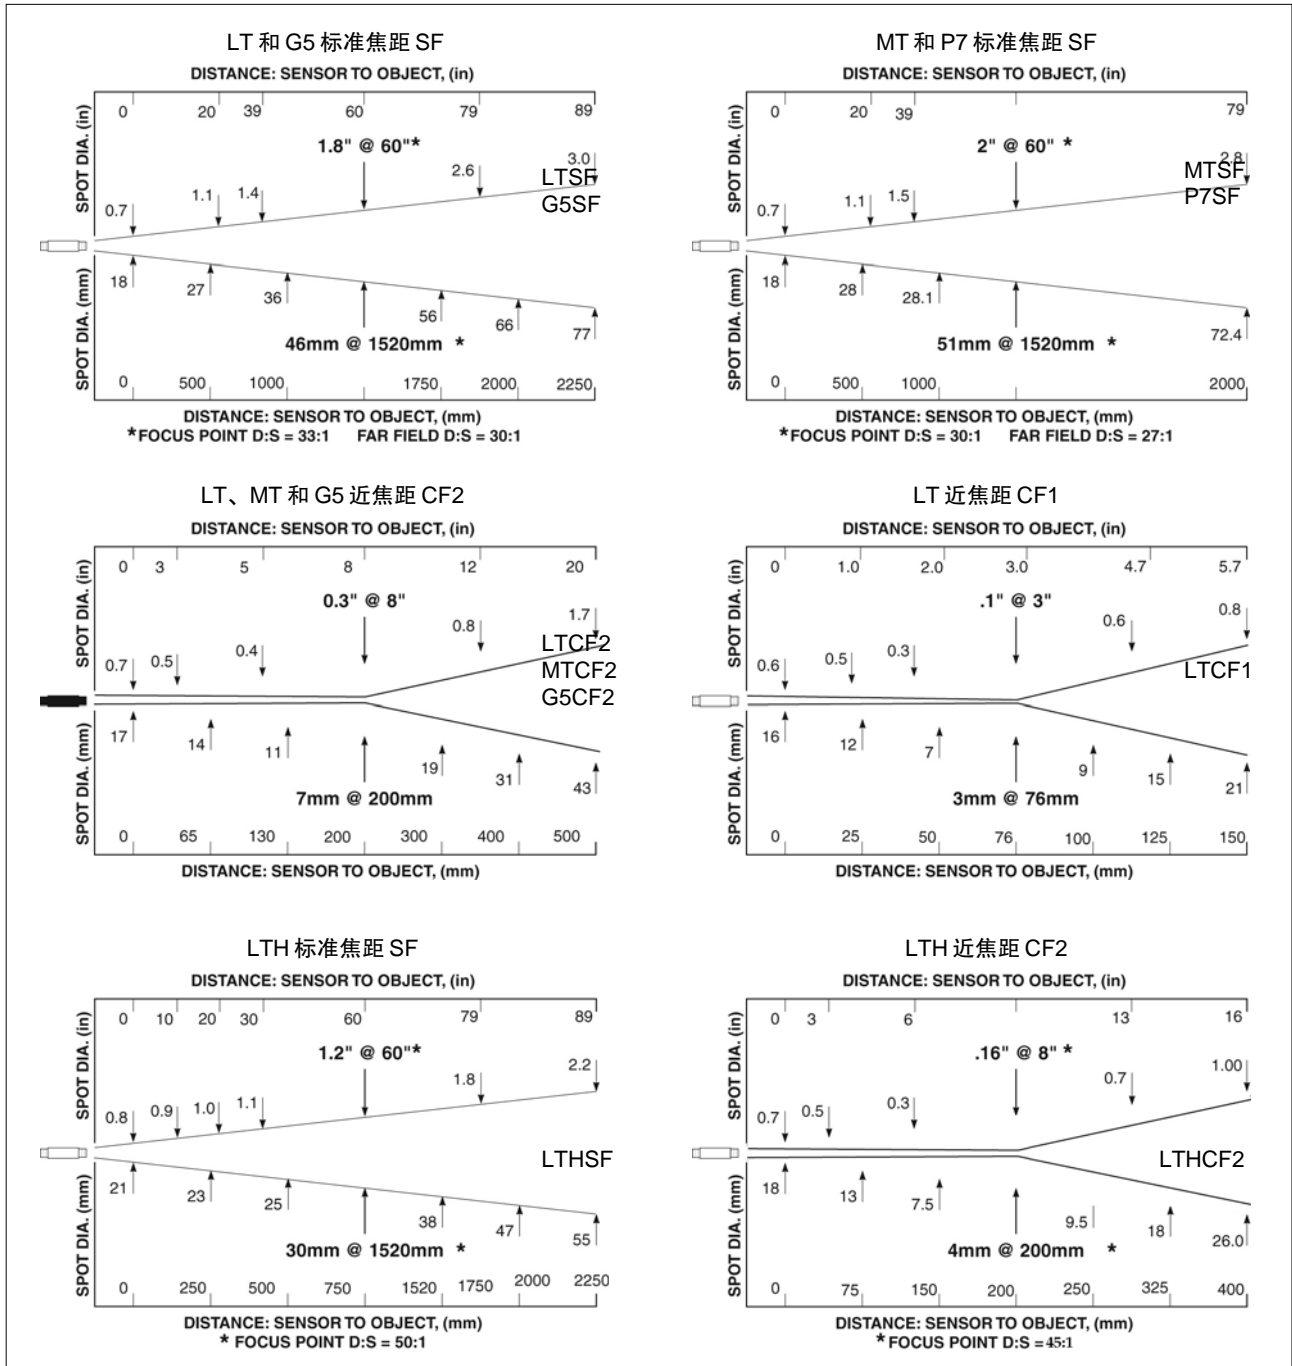 LT 和 G5 标准焦距 SF
DISTANCE: SENSOR TO OBJECT, (in)
SPOT DIA. (in)
0 20 39 60 79 89
1.8" @ 60"*
0.7 1.1 1.4 2.6 3.0
LTSF
G5SF
SPOT DIA. (mm)
18 27 36 56 66 77
46mm @ 1520mm *
0 500 1000 1750 2000 2250
DISTANCE: SENSOR TO OBJECT, (mm)
*FOCUS POINT D:S = 33:1 FAR FIELD D:S = 30:1
MT 和 P7 标准焦距 SF
DISTANCE: SENSOR TO OBJECT, (in)
SPOT DIA. (in)
0 20 39 79
2" @ 60" *
0.7 1.1 1.5 2.8
MTSF
P7SF
SPOT DIA. (mm)
18 28 28.1 72.4
51mm @ 1520mm *
0 500 1000 2000
DISTANCE: SENSOR TO OBJECT, (mm)
*FOCUS POINT D:S = 30:1 FAR FIELD D:S = 27:1
LT、MT 和 G5 近焦距 CF2
DISTANCE: SENSOR TO OBJECT, (in)
SPOT DIA. (in)
0 3 5 8 12 20
0.3" @ 8"
0.7 0.5 0.4 0.8 1.7
LTCF2
MTCF2
G5CF2
SPOT DIA. (mm)
17 14 11 19 31 43
7mm @ 200mm
0 65 130 200 300 400 500
DISTANCE: SENSOR TO OBJECT, (mm)
LT 近焦距 CF1
DISTANCE: SENSOR TO OBJECT, (in)
SPOT DIA. (in)
0 1.0 2.0 3.0 4.7 5.7
.1" @ 3"
0.6 0.5 0.3 0.6 0.8
LTCF1
SPOT DIA. (mm)
16 12 7 9 15 21
3mm @ 76mm
0 25 50 76 100 125 150
DISTANCE: SENSOR TO OBJECT, (mm)
LTH 标准焦距 SF
DISTANCE: SENSOR TO OBJECT, (in)
SPOT DIA. (in)
0 10 20 30 60 79 89
1.2" @ 60"*
0.8 0.9 1.0 1.1 1.8 2.2
LTHSF
SPOT DIA. (mm)
21 23 25 38 47 55
30mm @ 1520mm *
0 250 500 750 1520 1750 2000 2250
DISTANCE: SENSOR TO OBJECT, (mm)
* FOCUS POINT D:S = 50:1
LTH 近焦距 CF2
DISTANCE: SENSOR TO OBJECT, (in)
SPOT DIA. (in)
0 3 6 13 16
.16" @ 8" *
0.7 0.5 0.3 0.7 1.00
LTHCF2
SPOT DIA. (mm)
18 13 7.5 9.5 18 26.0
4mm @ 200mm *
0 75 150 200 250 325 400
DISTANCE: SENSOR TO OBJECT, (mm)
*FOCUS POINT D:S = 45:1